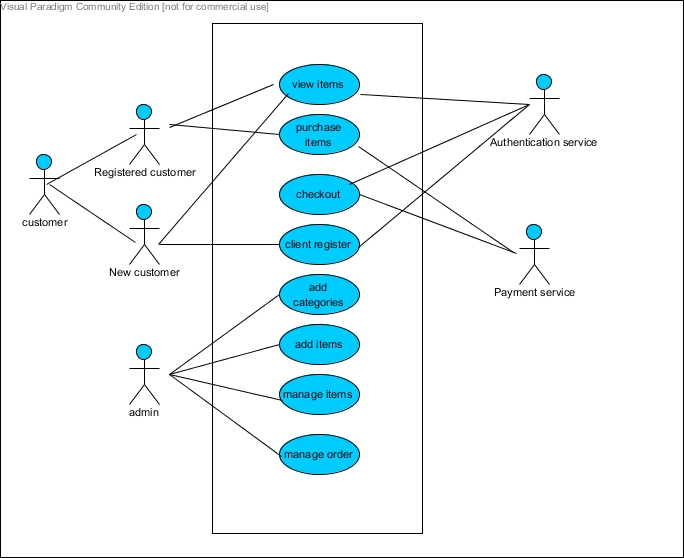 Visual Paradigm Community Edition [not for commercial use]
view items
purchase
items
Authentication service
Registered customer
checkout
customer
client register
New customer
add
categories
Payment service
add items
manage items
admin
manage order